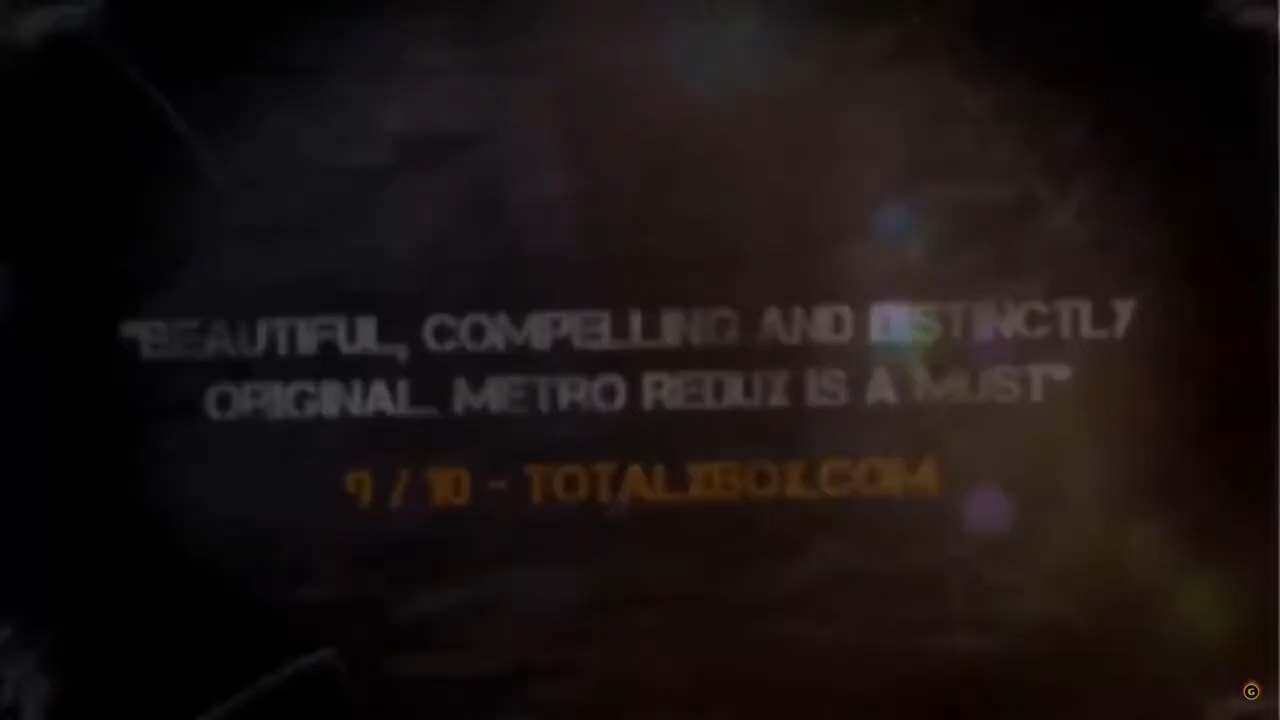 "BEAUTIFUL, COMPELLING AND DISTINCTLY
ORIGINAL. METRO REDUX IS A MUST"
9 / 10 - TOTALXBOX.COM
G